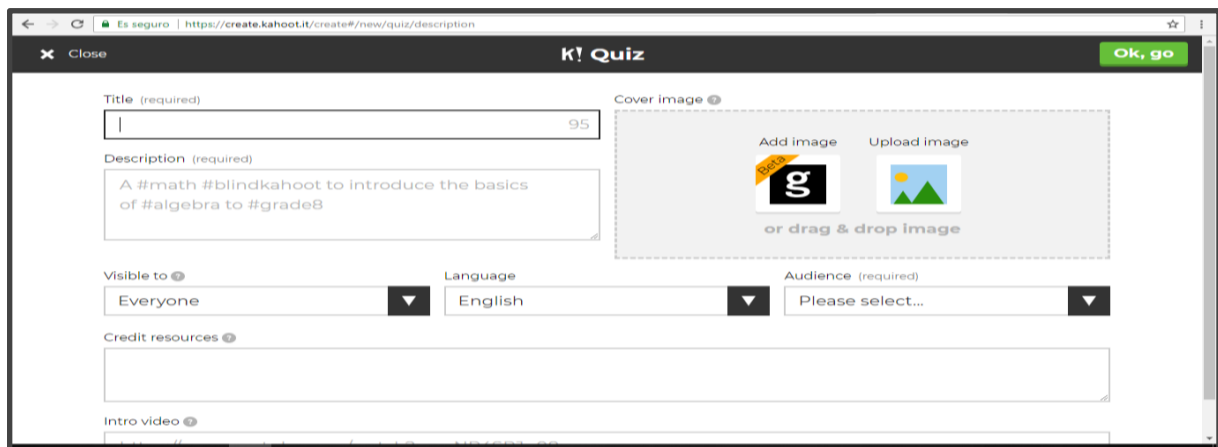 Es seguro | https://create.kahoot.it/create#/new/quiz/description
Close
K! Quiz
Ok, go
Title (required)
95
Cover image ?
Add image
Upload image
Beta
g
or drag & drop image
Description (required)
A #math #blindkahoot to introduce the basics
of #algebra to #grade8
Visible to ?
Language
Audience (required)
Everyone
English
Please select...
Credit resources ?
Intro video ?